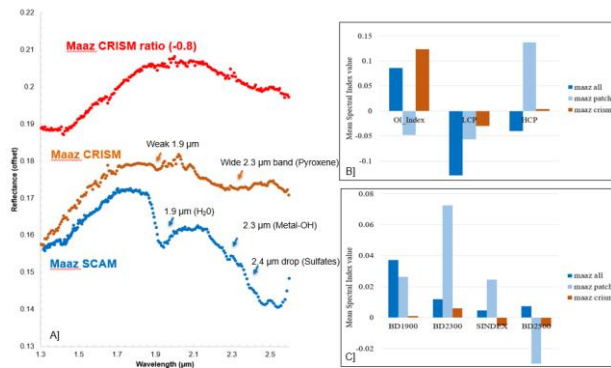 Maaz CRISM ratio (-0.8)
Maaz CRISM
Weak 1.9 µm
Wide 2.3 µm band (Pyroxene)
1.9 µm (H₂0)
2.3 µm (Metal-OH)
2.4 µm drop (Sulfates)
Maaz SCAM
A]
Reflectance (offset)
0.22
0.21
0.2
0.19
0.18
0.17
0.16
0.15
0.14
0.13
1.3 1.5 1.7 1.9 2.1 2.3 2.5
Wavelength (µm)
Mean Spectral Index value
0.15
0.1
0.05
0
-0.05
-0.1
OI_Index LCP HCP
maaz all
maaz patch
maaz crism
B]
Mean Spectral Index value
0.08
0.06
0.04
0.02
0
-0.02
BD1900 BD2300 SINDEX BD2500
maaz all
maaz patch
maaz crism
C]